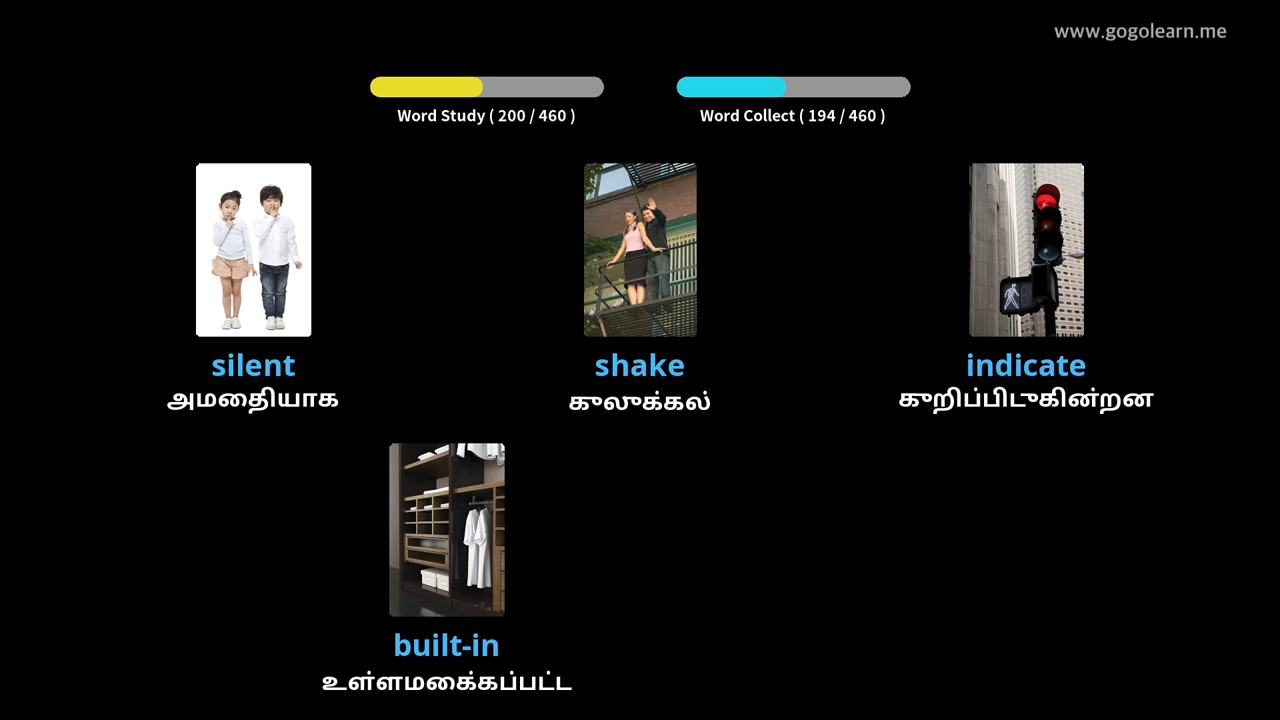 www.gogolearn.me
Word Study ( 200 / 460 )
Word Collect ( 194 / 460 )
silent
அமைதியாக
shake
குலுக்கல்
indicate
குறிப்பிடுகின்றன
built-in
உள்ளமைக்கப்பட்ட